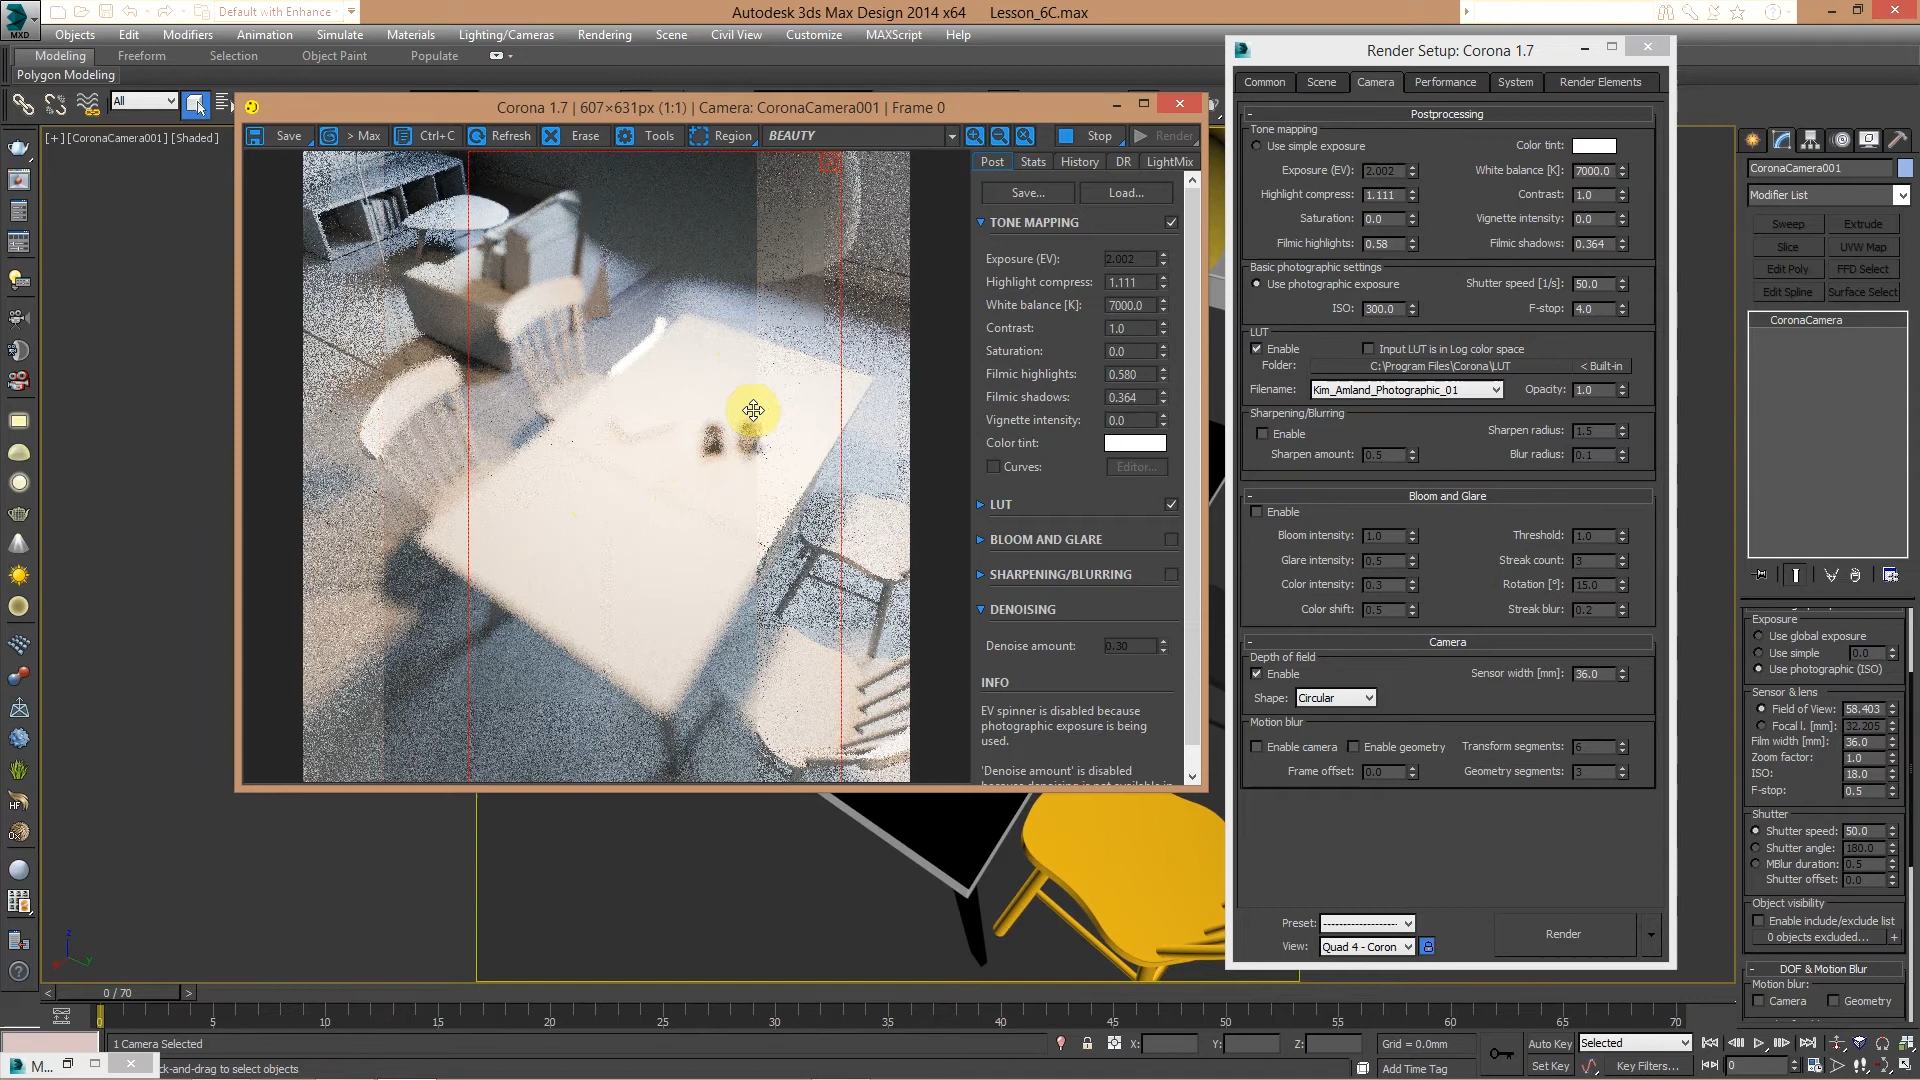 Default with Enhance
Autodesk 3ds Max Design 2014 x64 Lesson_6C.max
MXD
Objects Edit Modifiers Animation Simulate Materials Lighting/Cameras Rendering Scene Civil View Customize MAXScript Help
Modeling Freeform Selection Object Paint Populate
Polygon Modeling
All
[+] [CoronaCamera001] [Shaded]
Corona 1.7 | 607×631px (1:1) | Camera: CoronaCamera001 | Frame 0
Save > Max Ctrl+C Refresh Erase Tools Region BEAUTY Stop Render
Post Stats History DR LightMix
Save... Load...
TONE MAPPING
Exposure (EV): 2.002
Highlight compress: 1.111
White balance [K]: 7000.0
Contrast: 1.0
Saturation: 0.0
Filmic highlights: 0.580
Filmic shadows: 0.364
Vignette intensity: 0.0
Color tint:
Curves: Editor...
LUT
BLOOM AND GLARE
SHARPENING/BLURRING
DENOISING
Denoise amount: 0.30
INFO
EV spinner is disabled because
photographic exposure is being
used.
'Denoise amount' is disabled
because denoising is not available in
Render Setup: Corona 1.7
Common Scene Camera Performance System Render Elements
Postprocessing
Tone mapping
Use simple exposure Color tint:
Exposure (EV): 2.002 White balance [K]: 7000.0
Highlight compress: 1.111 Contrast: 1.0
Saturation: 0.0 Vignette intensity: 0.0
Filmic highlights: 0.58 Filmic shadows: 0.364
Basic photographic settings
Use photographic exposure Shutter speed [1/s]: 50.0
ISO: 300.0 F-stop: 4.0
LUT
Enable Input LUT is in Log color space
Folder: C:\Program Files\Corona\LUT < Built-in
Filename: Kim_Amland_Photographic_01 Opacity: 1.0
Sharpening/Blurring
Enable Sharpen radius: 1.5
Sharpen amount: 0.5 Blur radius: 0.1
Bloom and Glare
Enable
Bloom intensity: 1.0 Threshold: 1.0
Glare intensity: 0.5 Streak count: 3
Color intensity: 0.3 Rotation [°]: 15.0
Color shift: 0.5 Streak blur: 0.2
Camera
Depth of field
Enable Sensor width [mm]: 36.0
Shape: Circular
Motion blur
Enable camera Enable geometry Transform segments: 6
Frame offset: 0.0 Geometry segments: 3
Preset: --------------------
View: Quad 4 - Coron
Render
CoronaCamera001
Modifier List
Sweep Extrude
Slice UVW Map
Edit Poly FFD Select
Edit Spline Surface Select
CoronaCamera
Exposure
Use global exposure
Use simple 0.0
Use photographic (ISO)
Sensor & lens
Field of View: 58.403
Focal l. [mm] 32.205
Film width [mm]: 36.0
Zoom factor: 1.0
ISO: 18.0
F-stop: 0.5
Shutter
Shutter speed: 50.0
Shutter angle: 180.0
MBlur duration: 0.5
Shutter offset: 0.0
Object visibility
Enable include/exclude list
0 objects excluded... +
DOF & Motion Blur
Motion blur:
Camera Geometry
HF
z
y
< 0 / 70 >
0 5 10 15 20 25 30 35 40 45 50 55 60 65 70
1 Camera Selected X: Y: Z: Grid = 0.0mm Auto Key Selected
M... ck-and-drag to select objects Add Time Tag Set Key Key Filters... 0